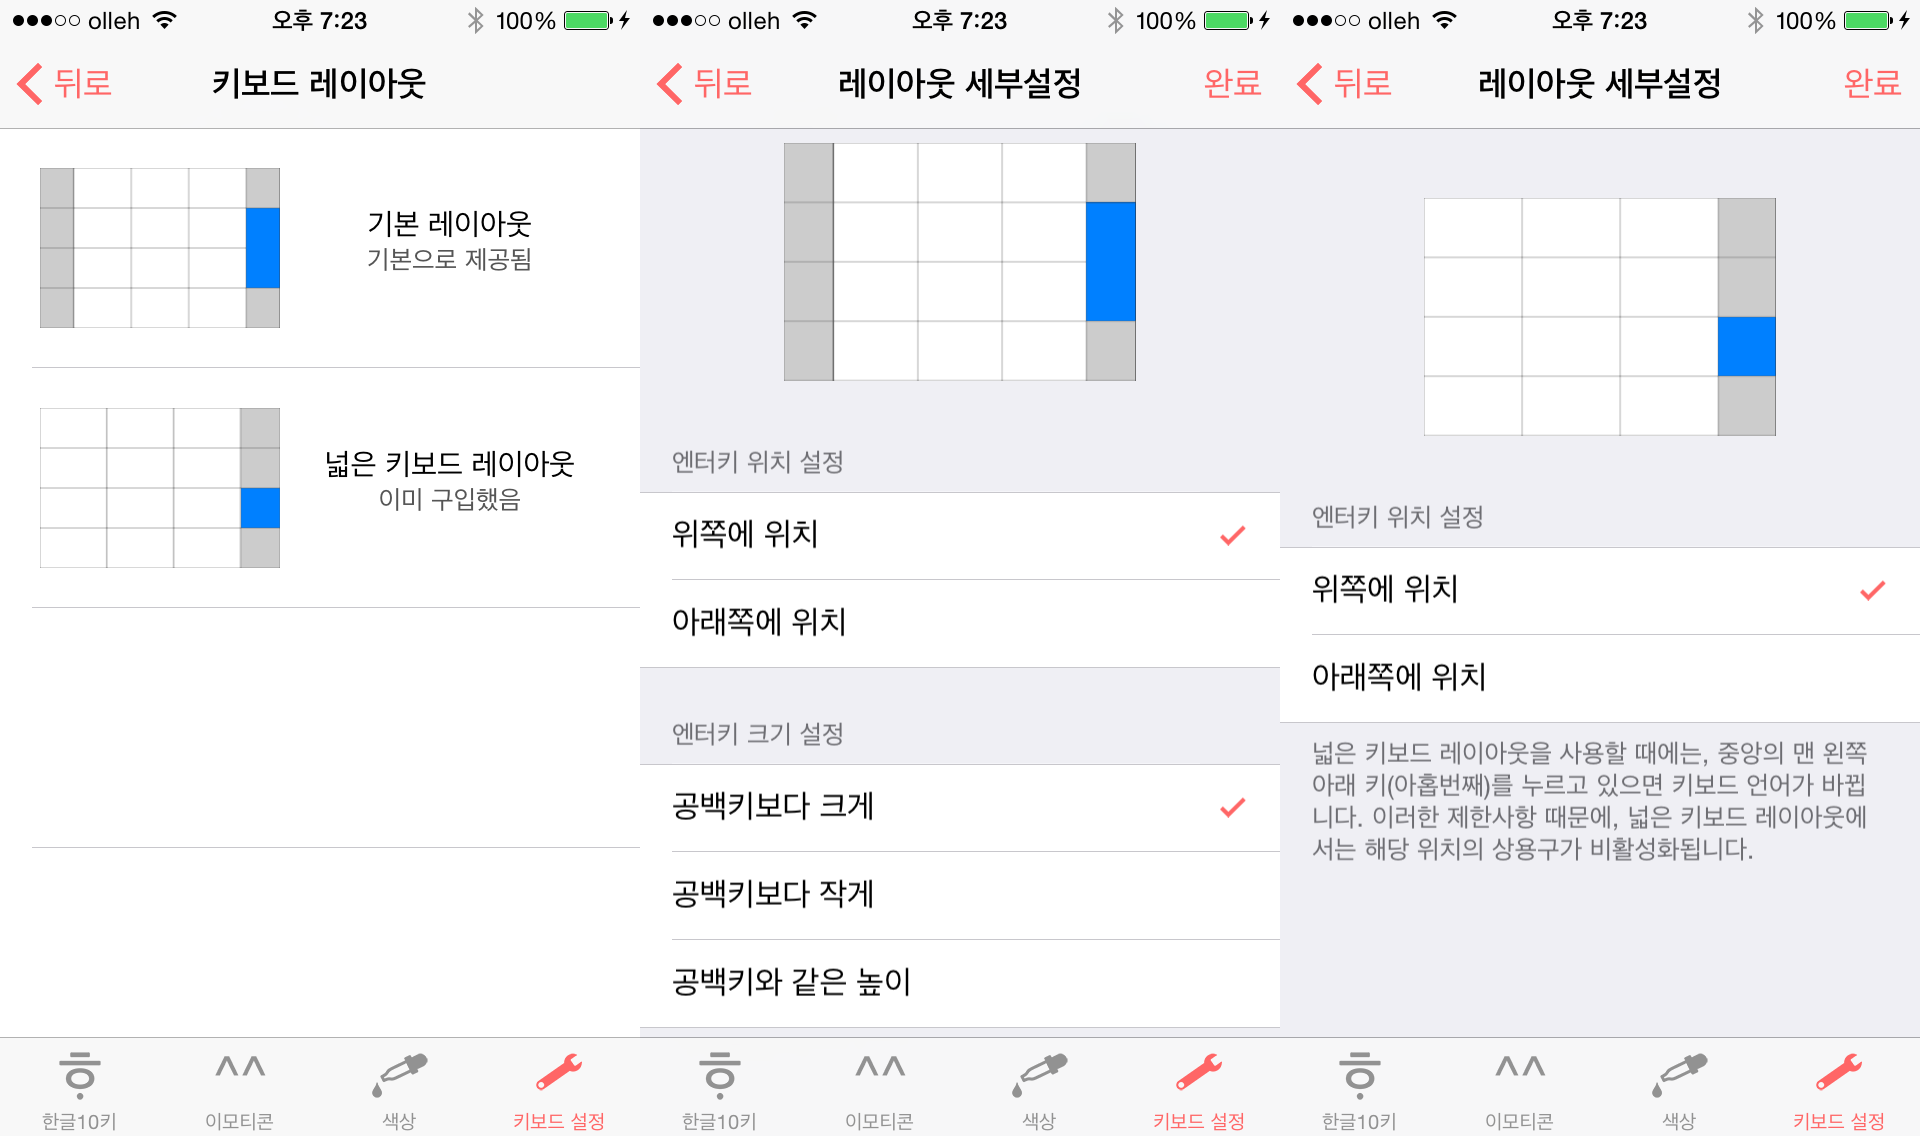 olleh 오후 7:23 100%
뒤로 키보드 레이아웃
기본 레이아웃
기본으로 제공됨
넓은 키보드 레이아웃
이미 구입했음
한글10키 이모티콘 색상 키보드 설정
olleh 오후 7:23 100%
뒤로 레이아웃 세부설정 완료
엔터키 위치 설정
위쪽에 위치
아래쪽에 위치
엔터키 크기 설정
공백키보다 크게
공백키보다 작게
공백키와 같은 높이
한글10키 이모티콘 색상 키보드 설정
olleh 오후 7:23 100%
뒤로 레이아웃 세부설정 완료
엔터키 위치 설정
위쪽에 위치
아래쪽에 위치
넓은 키보드 레이아웃을 사용할 때에는, 중앙의 맨 왼쪽
아래 키(아홉번째)를 누르고 있으면 키보드 언어가 바뀝
니다. 이러한 제한사항 때문에, 넓은 키보드 레이아웃에
서는 해당 위치의 상용구가 비활성화됩니다.
한글10키 이모티콘 색상 키보드 설정